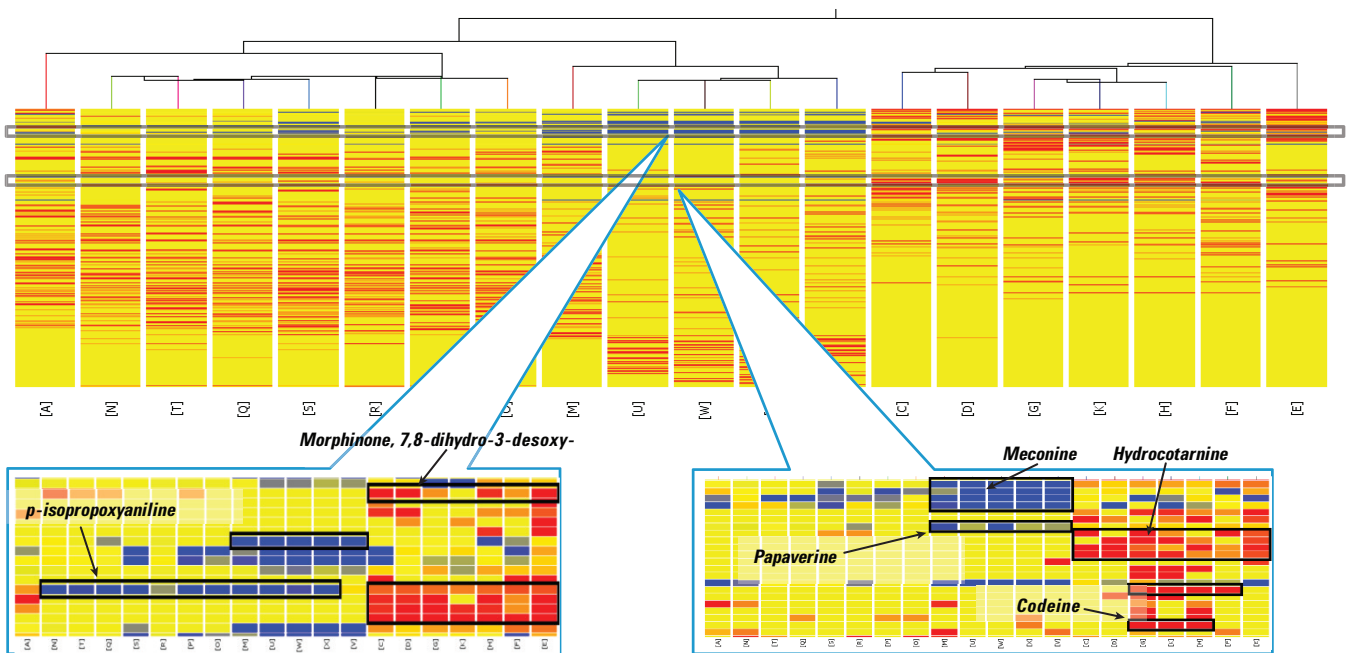 [A] [N] [T] [Q] [S] [R] [M] [U] [W] [C] [D] [G] [K] [H] [F] [E]
Morphinone, 7,8-dihydro-3-desoxy-
p-isopropoxyaniline
[A] [N] [T] [Q] [S] [R] [P] [O] [M] [U] [W] [V] [C] [D] [G] [H] [F] [E]
Meconine
Hydrocotarnine
Papaverine
Codeine
[A] [N] [T] [Q] [S] [R] [P] [O] [M] [U] [W] [V] [C] [D] [G] [H] [F] [E]